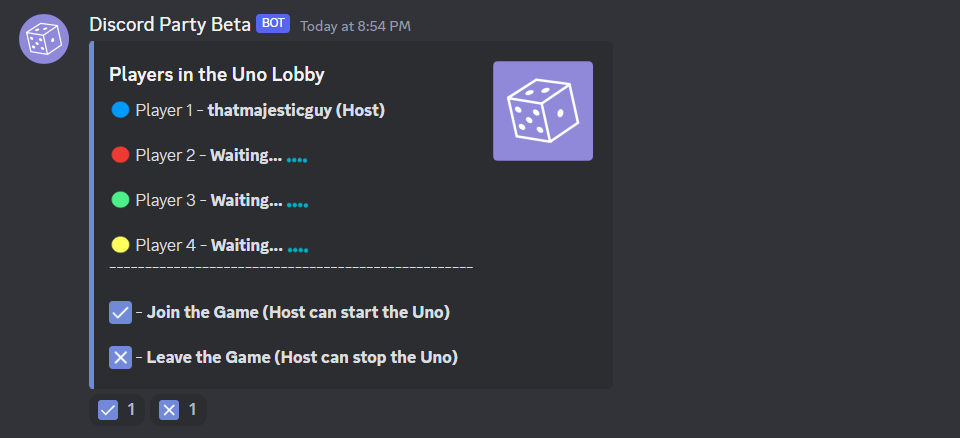 Discord Party Beta BOT Today at 8:54 PM
Players in the Uno Lobby
Player 1 - thatmajesticguy (Host)
Player 2 - Waiting...
Player 3 - Waiting...
Player 4 - Waiting...
----------------------------------------------------
- Join the Game (Host can start the Uno)
- Leave the Game (Host can stop the Uno)
1 1